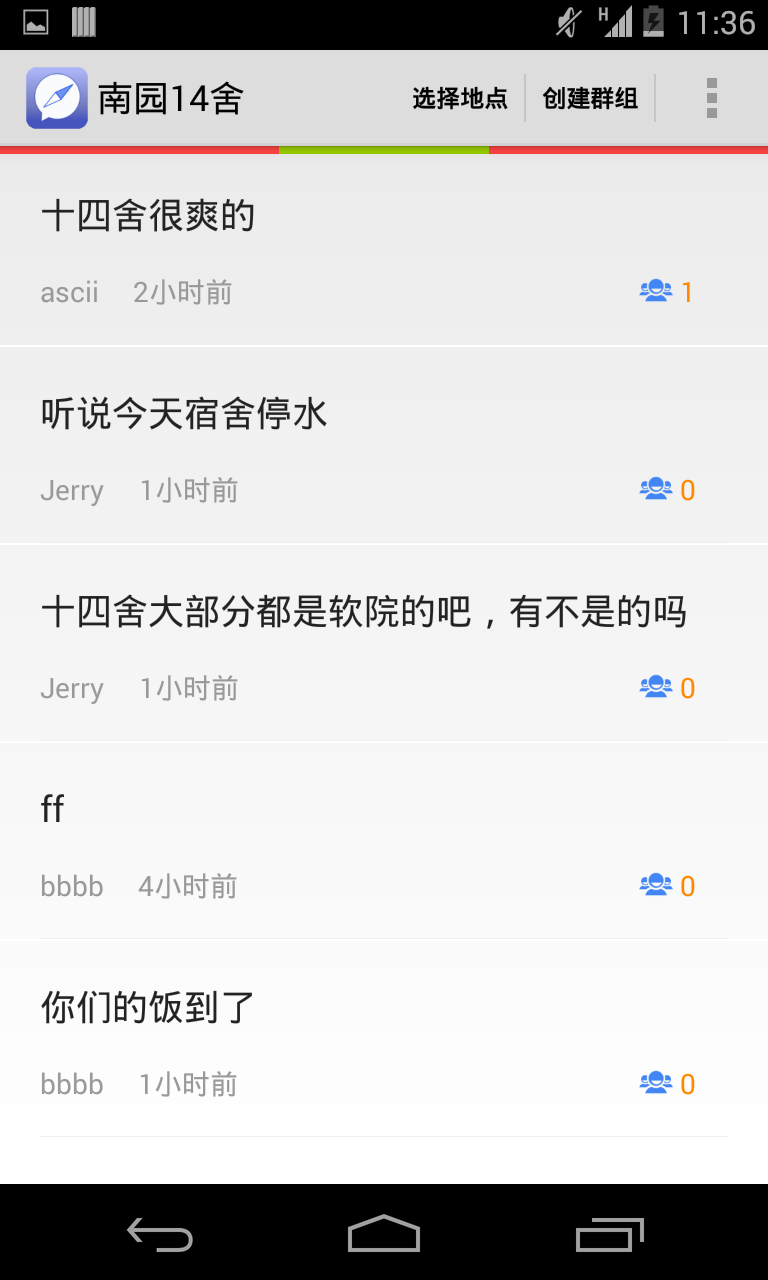 H 11:36
南园14舍 选择地点 创建群组
十四舍很爽的
ascii 2小时前 1
听说今天宿舍停水
Jerry 1小时前 0
十四舍大部分都是软院的吧，有不是的吗
Jerry 1小时前 0
ff
bbbb 4小时前 0
你们的饭到了
bbbb 1小时前 0